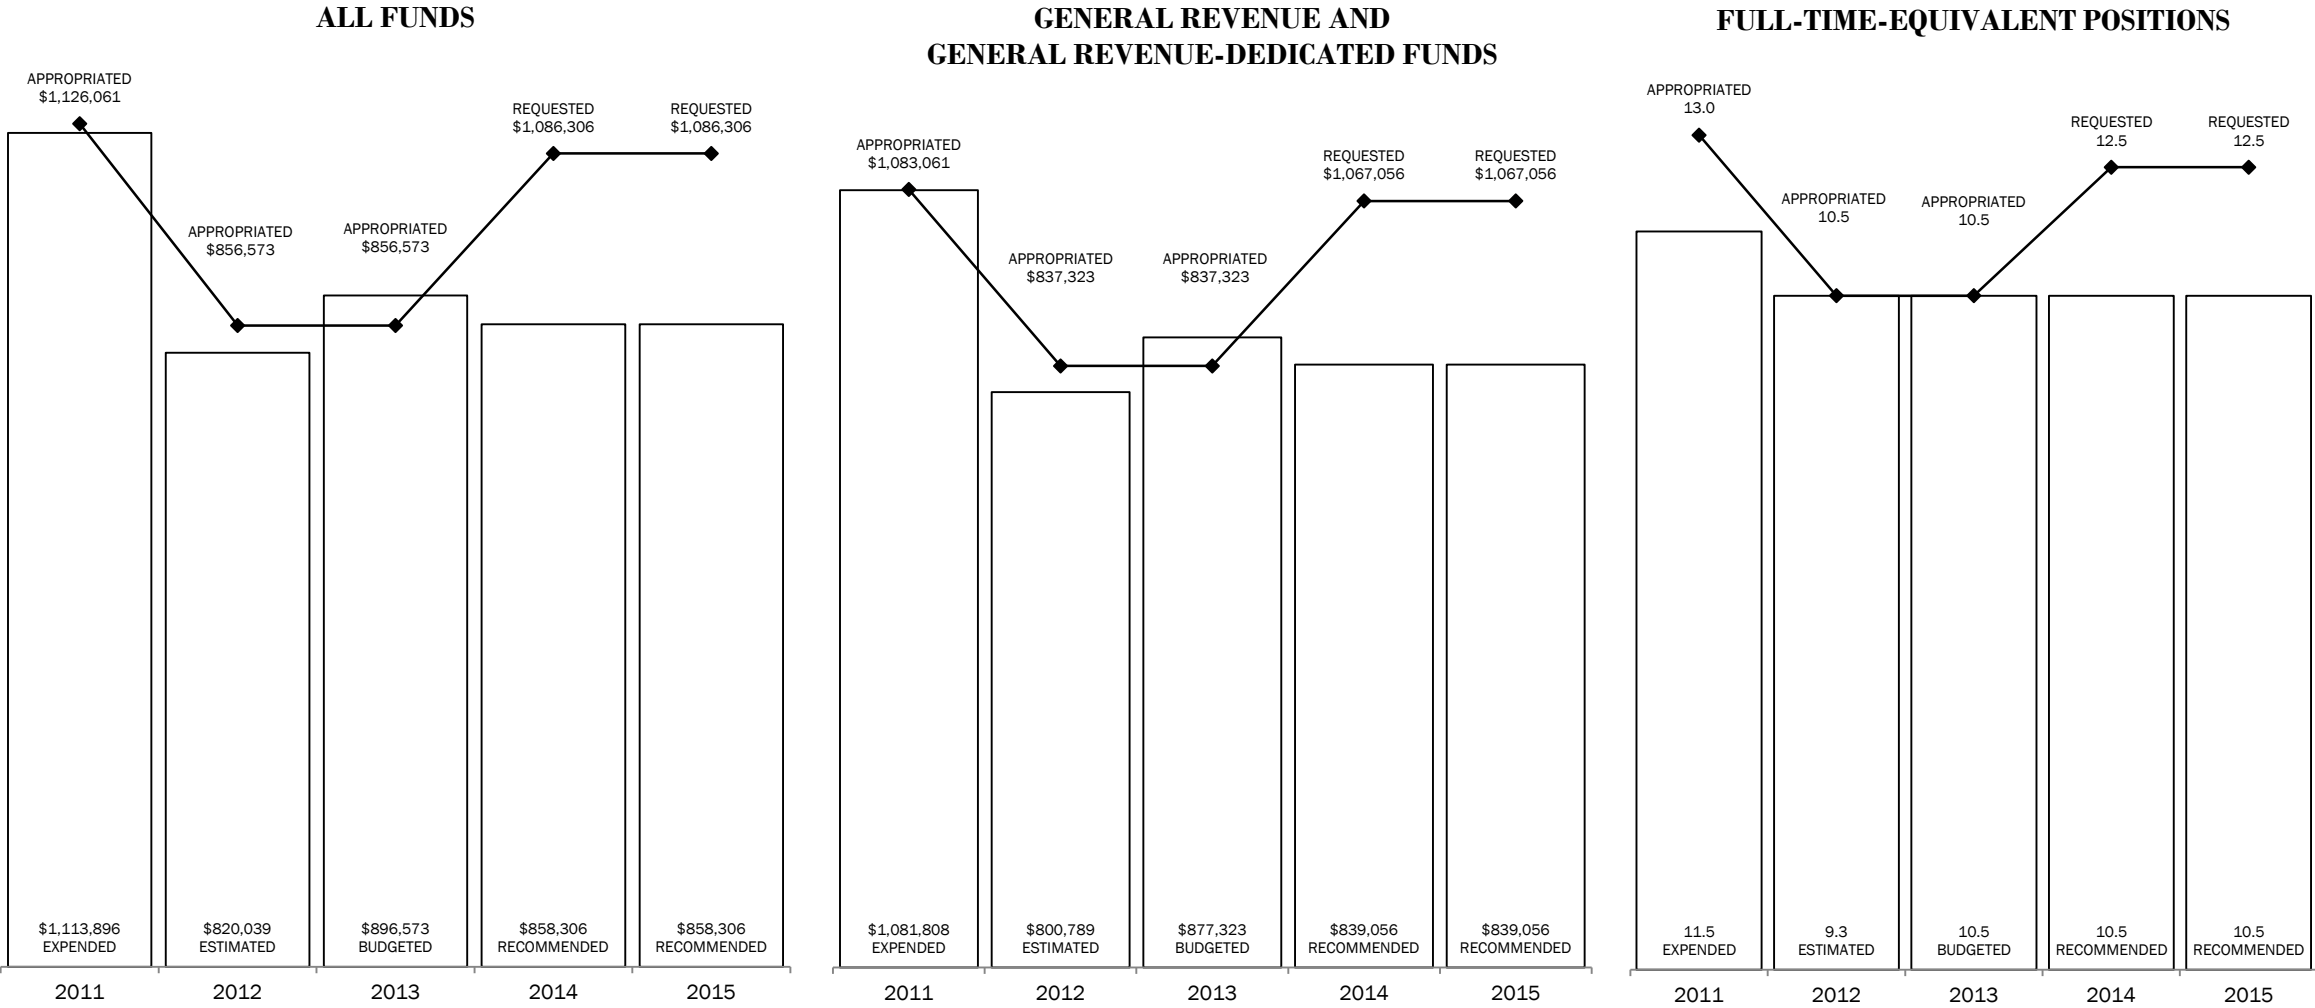 ALL FUNDS
APPROPRIATED
$1,126,061
APPROPRIATED
$856,573
APPROPRIATED
$856,573
REQUESTED
$1,086,306
REQUESTED
$1,086,306
$1,113,896
EXPENDED
$820,039
ESTIMATED
$896,573
BUDGETED
$858,306
RECOMMENDED
$858,306
RECOMMENDED
2011
2012
2013
2014
2015
GENERAL REVENUE AND
GENERAL REVENUE-DEDICATED FUNDS
APPROPRIATED
$1,083,061
APPROPRIATED
$837,323
APPROPRIATED
$837,323
REQUESTED
$1,067,056
REQUESTED
$1,067,056
$1,081,808
EXPENDED
$800,789
ESTIMATED
$877,323
BUDGETED
$839,056
RECOMMENDED
$839,056
RECOMMENDED
2011
2012
2013
2014
2015
FULL-TIME-EQUIVALENT POSITIONS
APPROPRIATED
13.0
APPROPRIATED
10.5
APPROPRIATED
10.5
REQUESTED
12.5
REQUESTED
12.5
11.5
EXPENDED
9.3
ESTIMATED
10.5
BUDGETED
10.5
RECOMMENDED
10.5
RECOMMENDED
2011
2012
2013
2014
2015